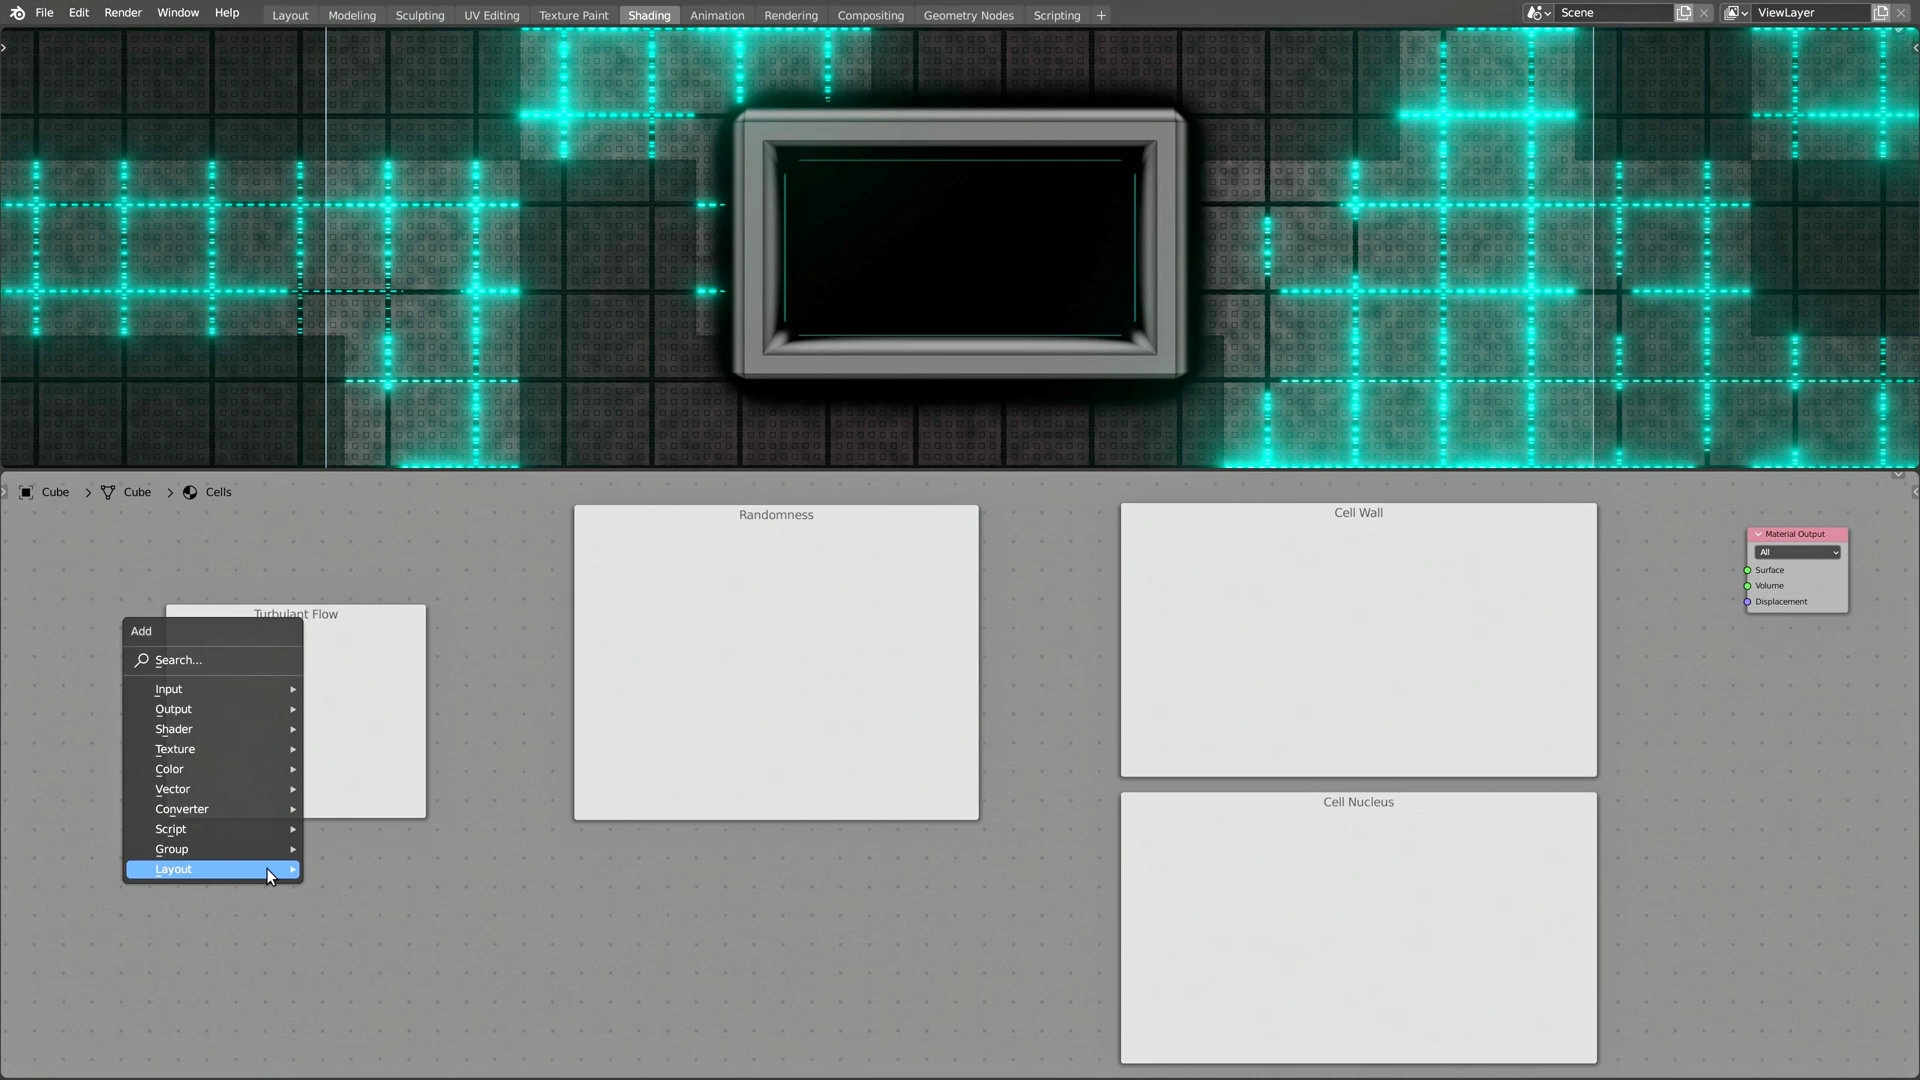 File Edit Render Window Help
Layout Modeling Sculpting UV Editing Texture Paint Shading Animation Rendering Compositing Geometry Nodes Scripting +
Scene
ViewLayer
Cube > Cube > Cells
Turbulant Flow
Randomness
Cell Wall
Cell Nucleus
Material Output
All
Surface
Volume
Displacement
Add
Search...
Input
Output
Shader
Texture
Color
Vector
Converter
Script
Group
Layout